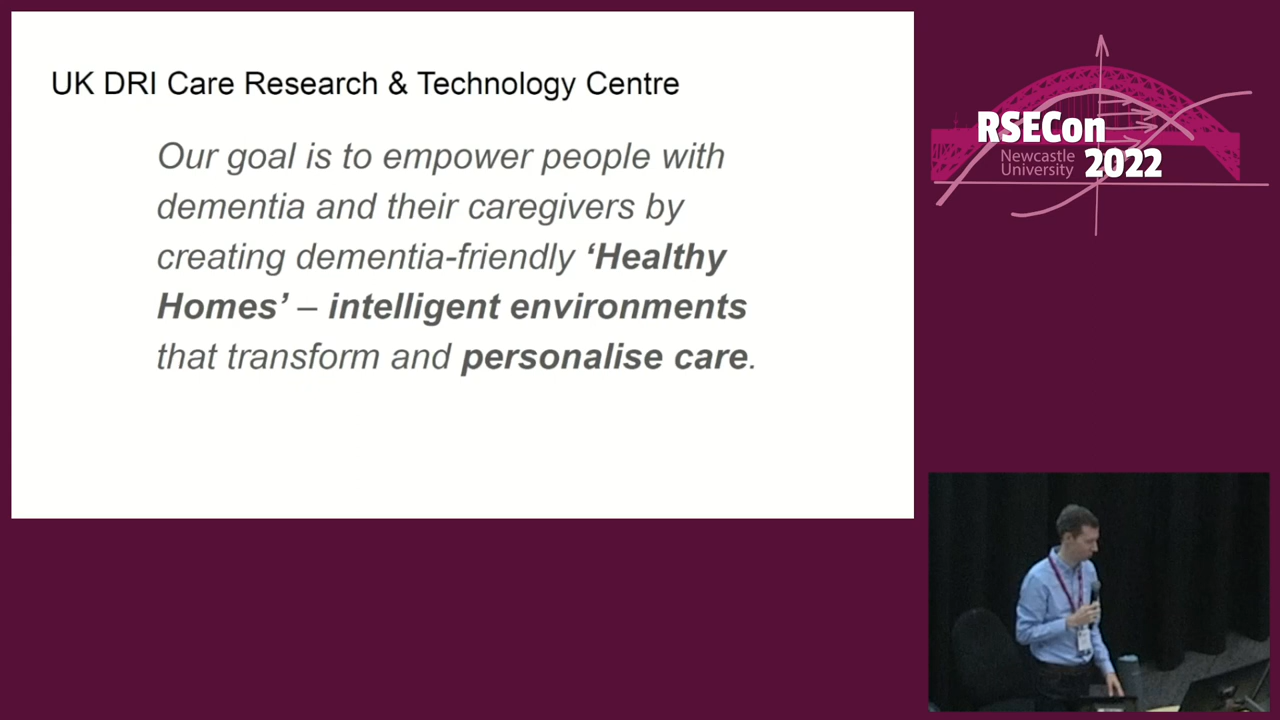 UK DRI Care Research & Technology Centre
Our goal is to empower people with
dementia and their caregivers by
creating dementia-friendly ‘Healthy
Homes’ – intelligent environments
that transform and personalise care.
RSECon
Newcastle
University
2022